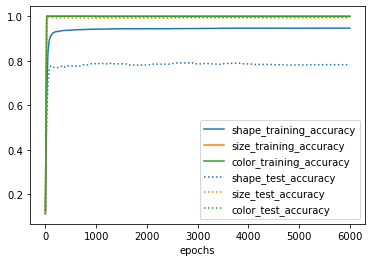 1.0
0.8
0.6
0.4
0.2
shape_training_accuracy
size_training_accuracy
color_training_accuracy
shape_test_accuracy
size_test_accuracy
color_test_accuracy
0 1000 2000 3000 4000 5000 6000
epochs